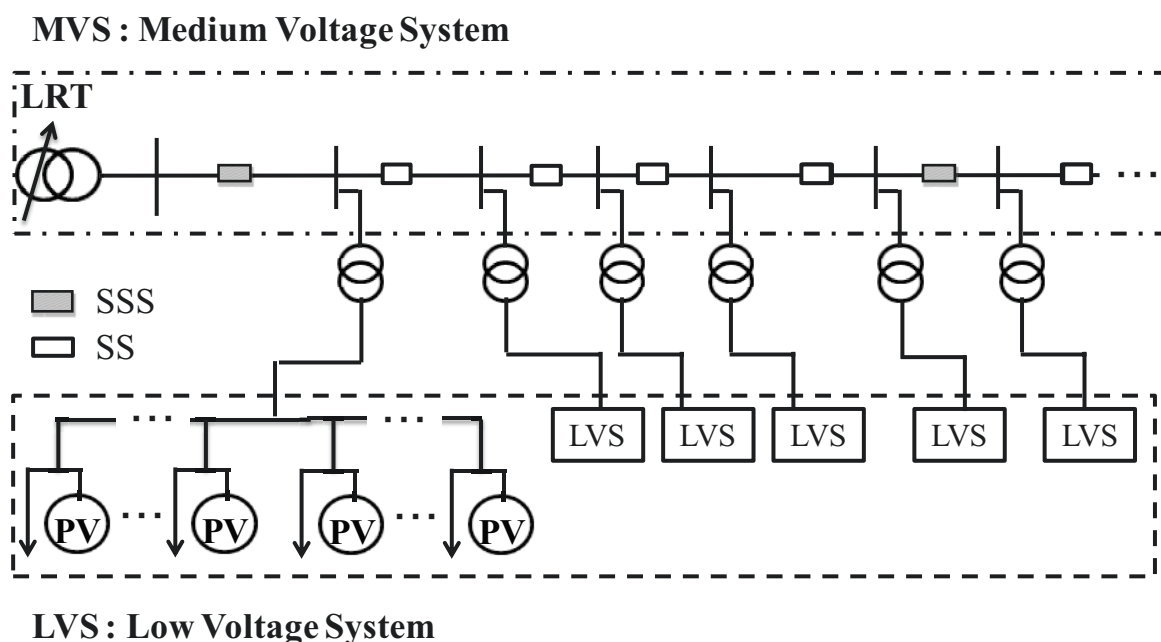 MVS : Medium Voltage System
LRT
...
SSS
SS
... ...
LVS LVS LVS LVS LVS
PV ... PV PV ... PV
LVS : Low Voltage System